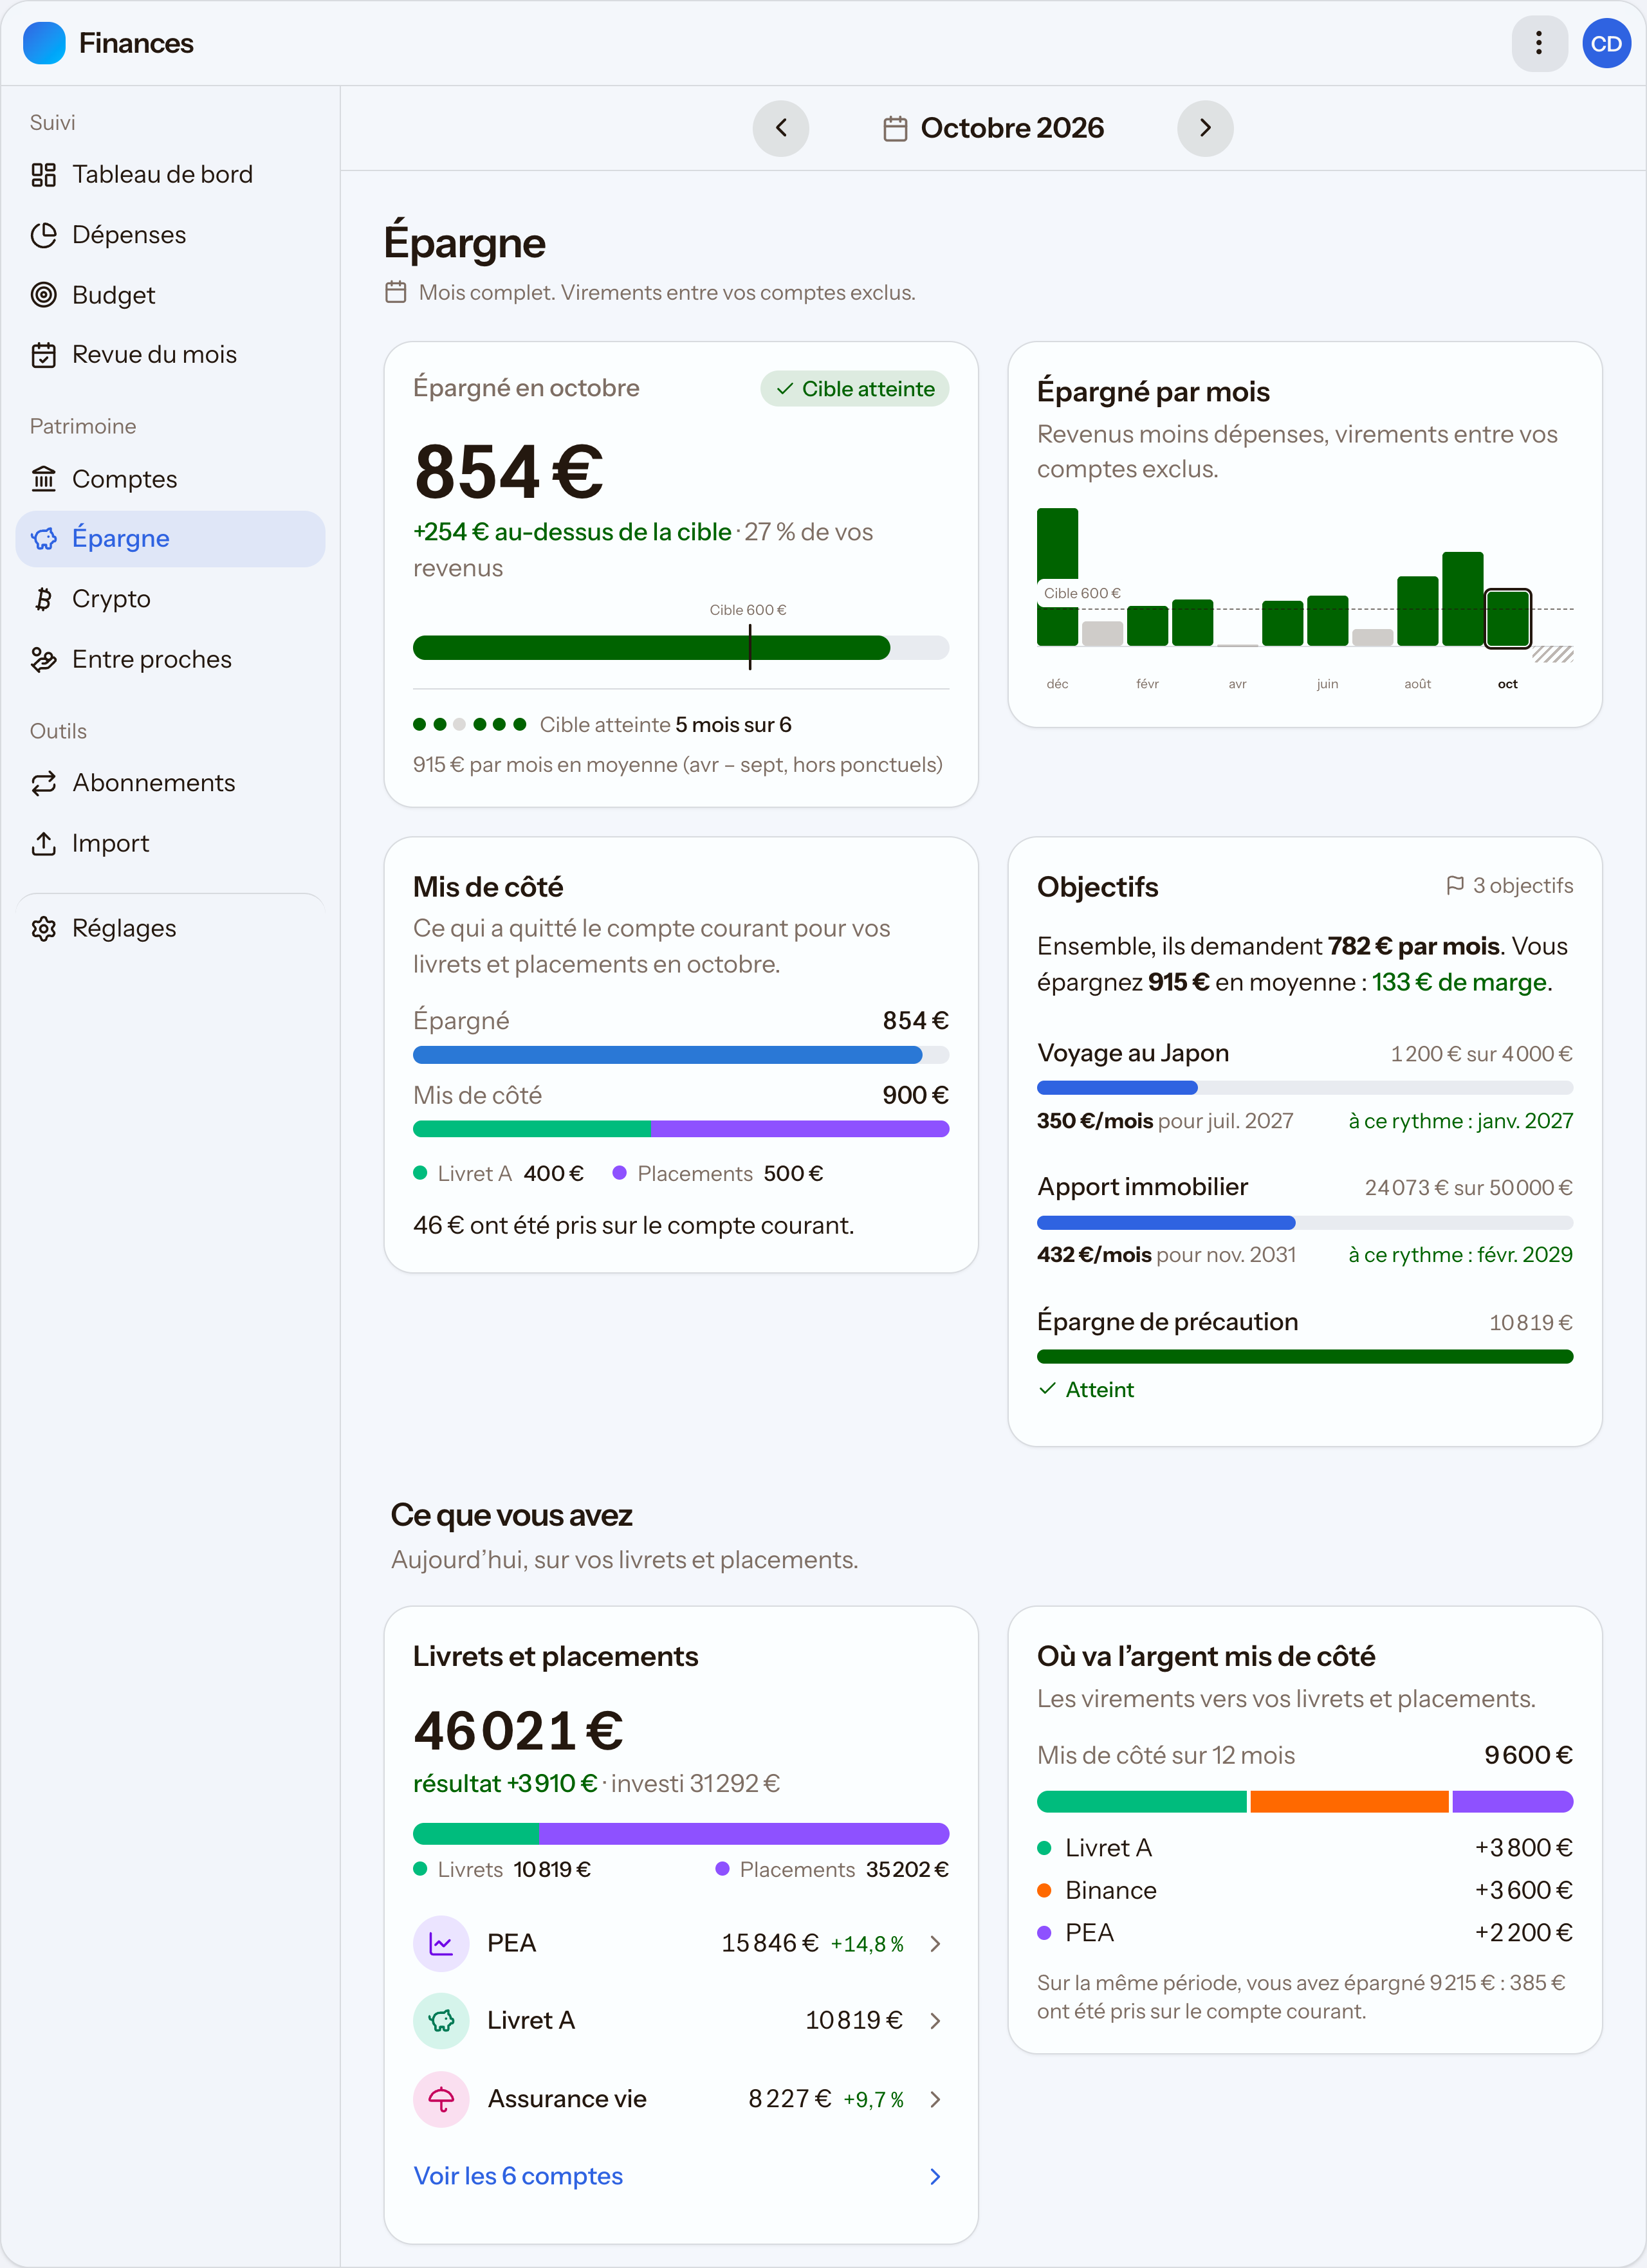 Finances
CD
Suivi
Tableau de bord
Dépenses
Budget
Revue du mois
Patrimoine
Comptes
Épargne
Crypto
Entre proches
Outils
Abonnements
Import
Réglages
Octobre 2026
Épargne
Mois complet. Virements entre vos comptes exclus.
Épargné en octobre
Cible atteinte
854 €
+254 € au-dessus de la cible · 27 % de vos
revenus
Cible 600 €
Cible atteinte 5 mois sur 6
915 € par mois en moyenne (avr – sept, hors ponctuels)
Épargné par mois
Revenus moins dépenses, virements entre vos
comptes exclus.
Cible 600 €
déc févr avr juin août oct
Mis de côté
Ce qui a quitté le compte courant pour vos
livrets et placements en octobre.
Épargné 854 €
Mis de côté 900 €
Livret A 400 € Placements 500 €
46 € ont été pris sur le compte courant.
Objectifs
3 objectifs
Ensemble, ils demandent 782 € par mois. Vous
épargnez 915 € en moyenne : 133 € de marge.
Voyage au Japon 1 200 € sur 4 000 €
350 €/mois pour juil. 2027 à ce rythme : janv. 2027
Apport immobilier 24 073 € sur 50 000 €
432 €/mois pour nov. 2031 à ce rythme : févr. 2029
Épargne de précaution 10 819 €
Atteint
Ce que vous avez
Aujourd’hui, sur vos livrets et placements.
Livrets et placements
46 021 €
résultat +3 910 € · investi 31 292 €
Livrets 10 819 € Placements 35 202 €
PEA 15 846 € +14,8 %
Livret A 10 819 €
Assurance vie 8 227 € +9,7 %
Voir les 6 comptes
Où va l’argent mis de côté
Les virements vers vos livrets et placements.
Mis de côté sur 12 mois 9 600 €
Livret A +3 800 €
Binance +3 600 €
PEA +2 200 €
Sur la même période, vous avez épargné 9 215 € : 385 €
ont été pris sur le compte courant.